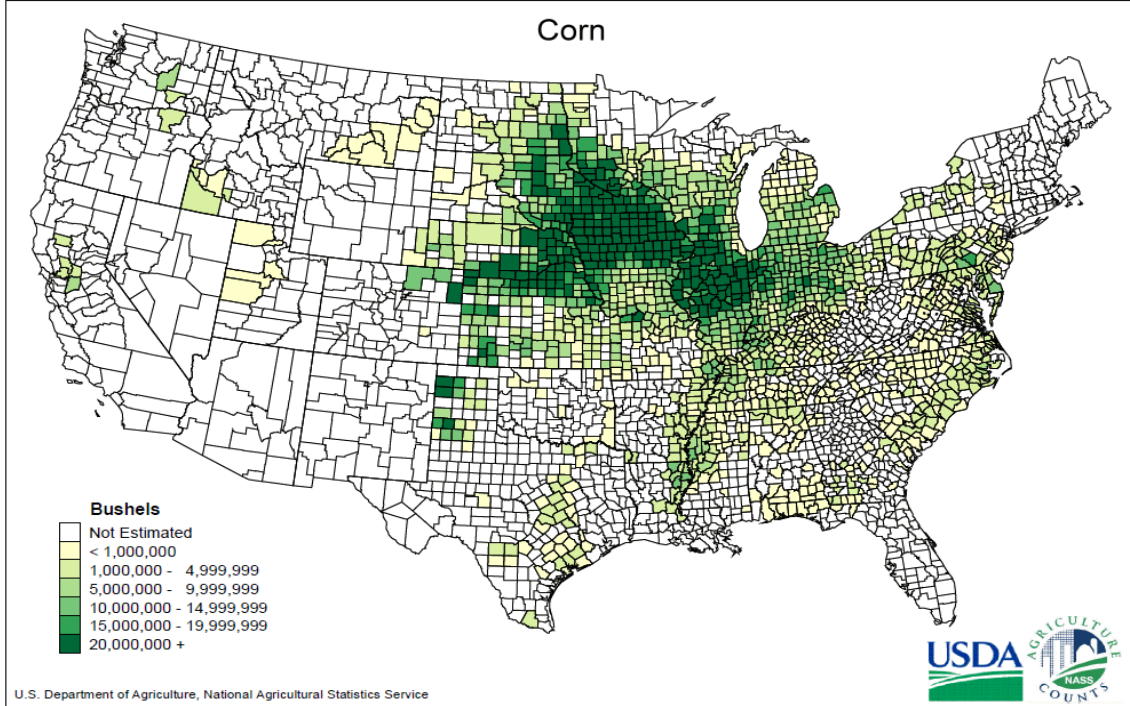 Corn
Bushels
Not Estimated
< 1,000,000
1,000,000 - 4,999,999
5,000,000 - 9,999,999
10,000,000 - 14,999,999
15,000,000 - 19,999,999
20,000,000 +
U.S. Department of Agriculture, National Agricultural Statistics Service
USDA
AGRICULTURE
NASS
COUNTS